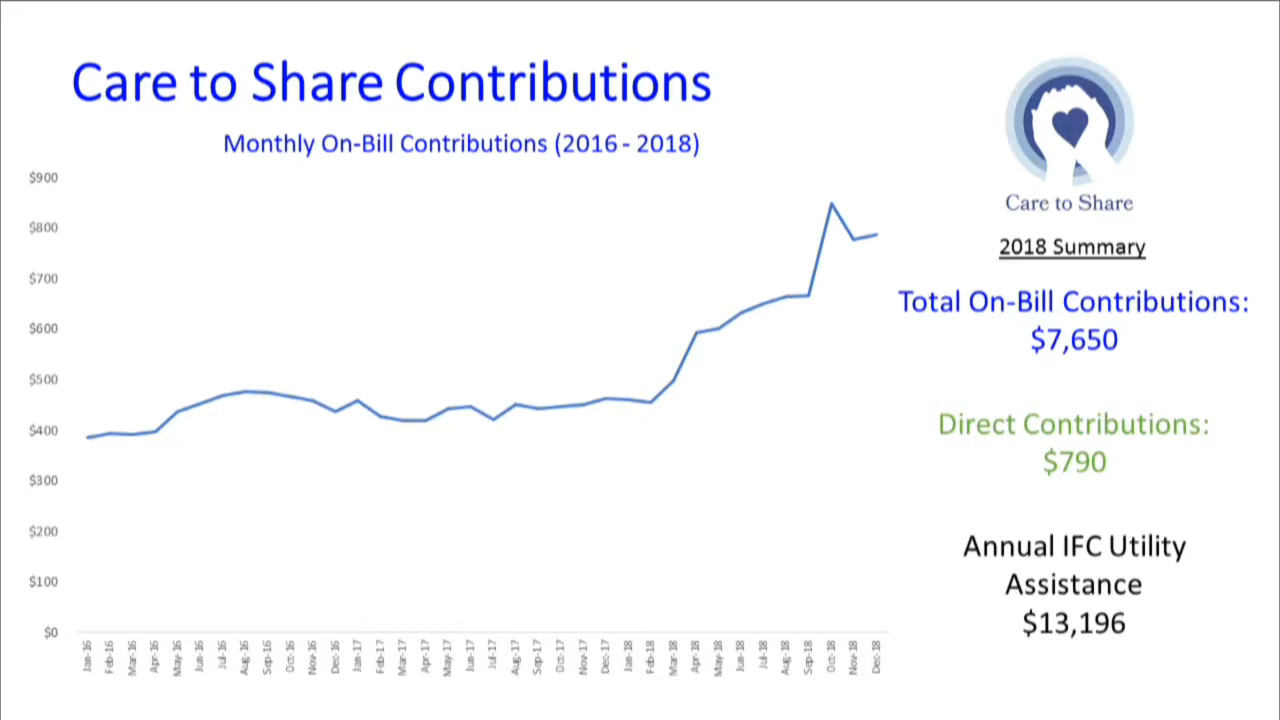 Care to Share Contributions
Monthly On-Bill Contributions (2016 - 2018)
$900
$800
$700
$600
$500
$400
$300
$200
$100
$0
Jan-16
Feb-16
Mar-16
Apr-16
May-16
Jun-16
Jul-16
Aug-16
Sep-16
Oct-16
Nov-16
Dec-16
Jan-17
Feb-17
Mar-17
Apr-17
May-17
Jun-17
Jul-17
Aug-17
Sep-17
Oct-17
Nov-17
Dec-17
Jan-18
Feb-18
Mar-18
Apr-18
May-18
Jun-18
Jul-18
Aug-18
Sep-18
Oct-18
Nov-18
Dec-18
Care to Share
2018 Summary
Total On-Bill Contributions:
$7,650
Direct Contributions:
$790
Annual IFC Utility
Assistance
$13,196